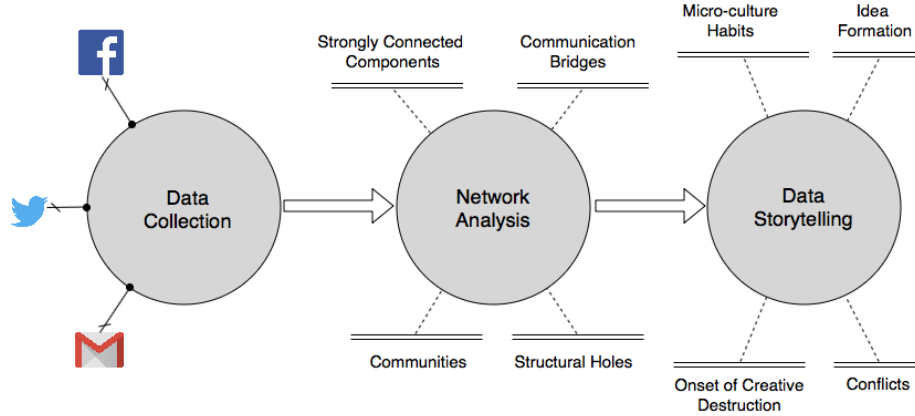 Strongly Connected
Components
Communication
Bridges
Micro-culture
Habits
Idea
Formation
Data
Collection
Network
Analysis
Data
Storytelling
Communities
Structural Holes
Onset of Creative
Destruction
Conflicts